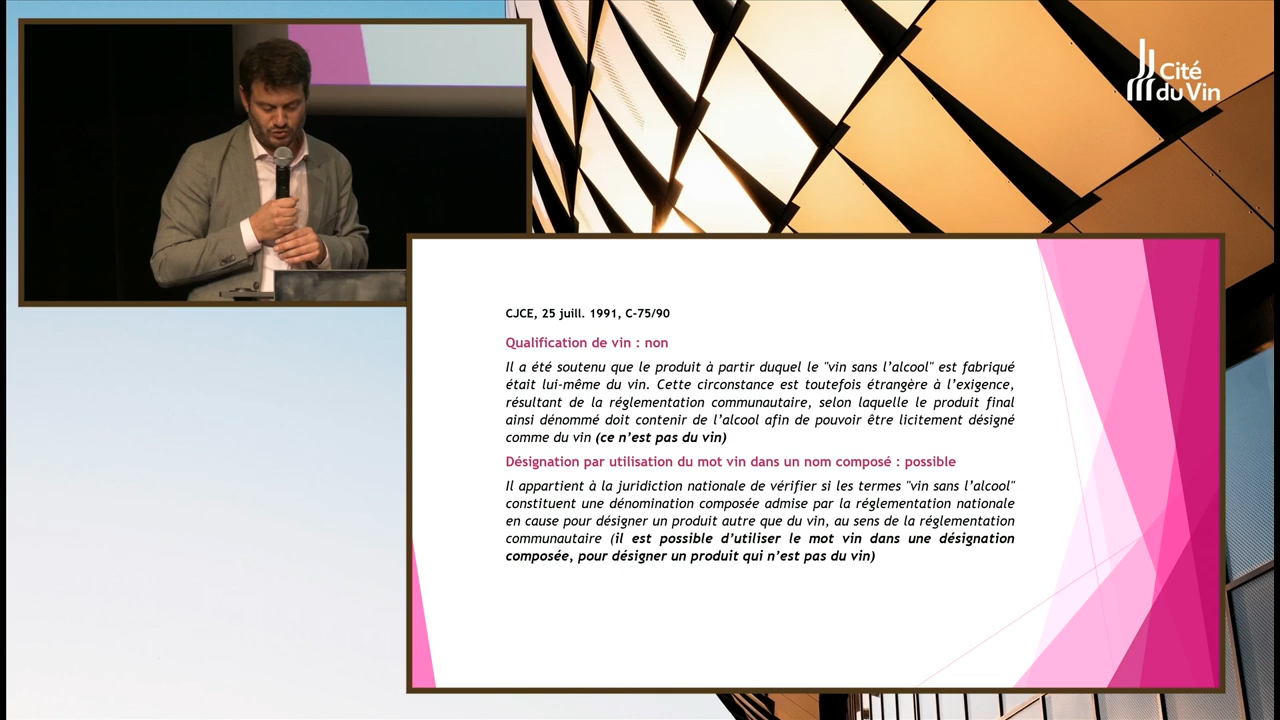 Cité
du Vin
CJCE, 25 juill. 1991, C-75/90
Qualification de vin : non
Il a été soutenu que le produit à partir duquel le "vin sans l’alcool" est fabriqué
était lui-même du vin. Cette circonstance est toutefois étrangère à l’exigence,
résultant de la réglementation communautaire, selon laquelle le produit final
ainsi dénommé doit contenir de l’alcool afin de pouvoir être licitement désigné
comme du vin (ce n’est pas du vin)
Désignation par utilisation du mot vin dans un nom composé : possible
Il appartient à la juridiction nationale de vérifier si les termes "vin sans l’alcool"
constituent une dénomination composée admise par la réglementation nationale
en cause pour désigner un produit autre que du vin, au sens de la réglementation
communautaire (il est possible d’utiliser le mot vin dans une désignation
composée, pour désigner un produit qui n’est pas du vin)